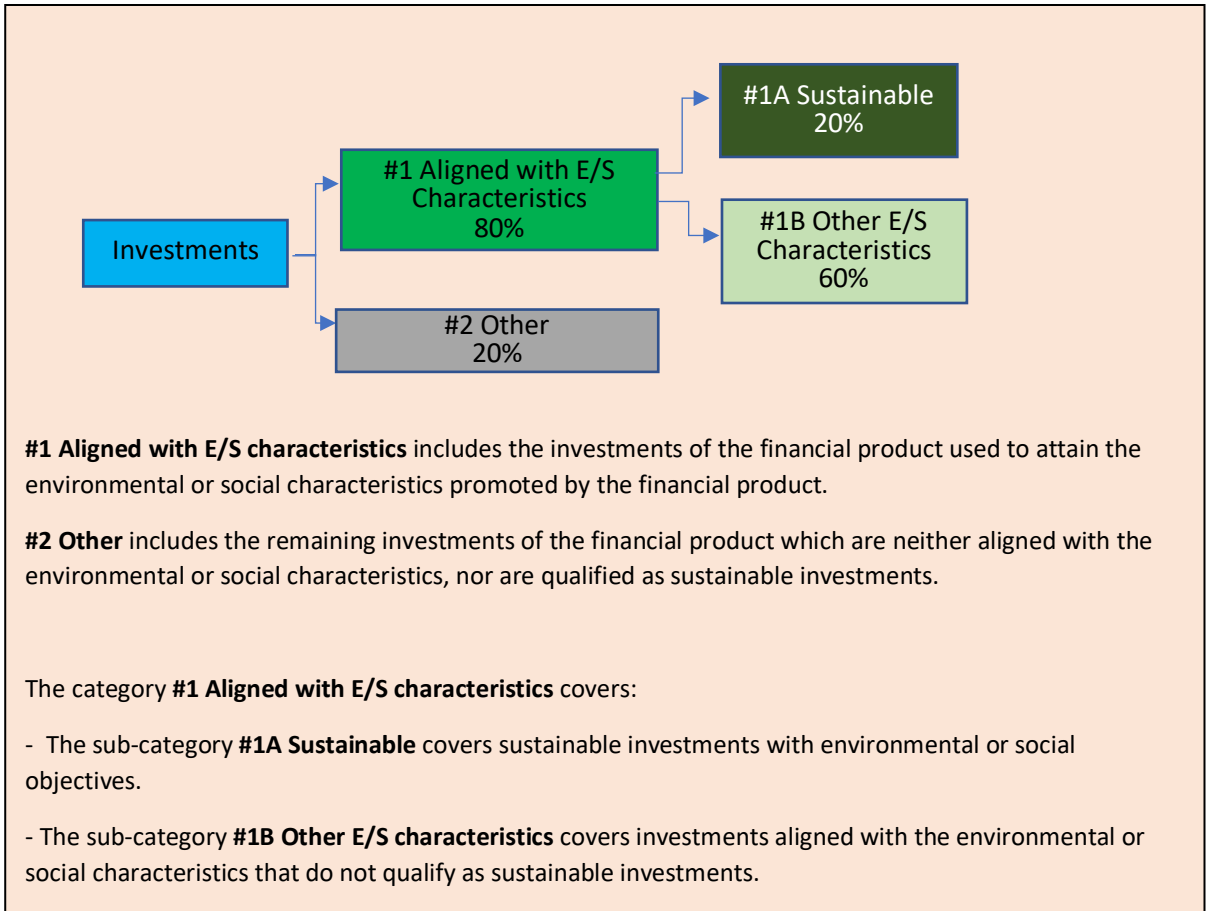 #1A Sustainable
20%
#1 Aligned with E/S
Characteristics
80%
#1B Other E/S
Characteristics
60%
Investments
#2 Other
20%
#1 Aligned with E/S characteristics includes the investments of the financial product used to attain the
environmental or social characteristics promoted by the financial product.
#2 Other includes the remaining investments of the financial product which are neither aligned with the
environmental or social characteristics, nor are qualified as sustainable investments.
The category #1 Aligned with E/S characteristics covers:
- The sub-category #1A Sustainable covers sustainable investments with environmental or social
objectives.
- The sub-category #1B Other E/S characteristics covers investments aligned with the environmental or
social characteristics that do not qualify as sustainable investments.